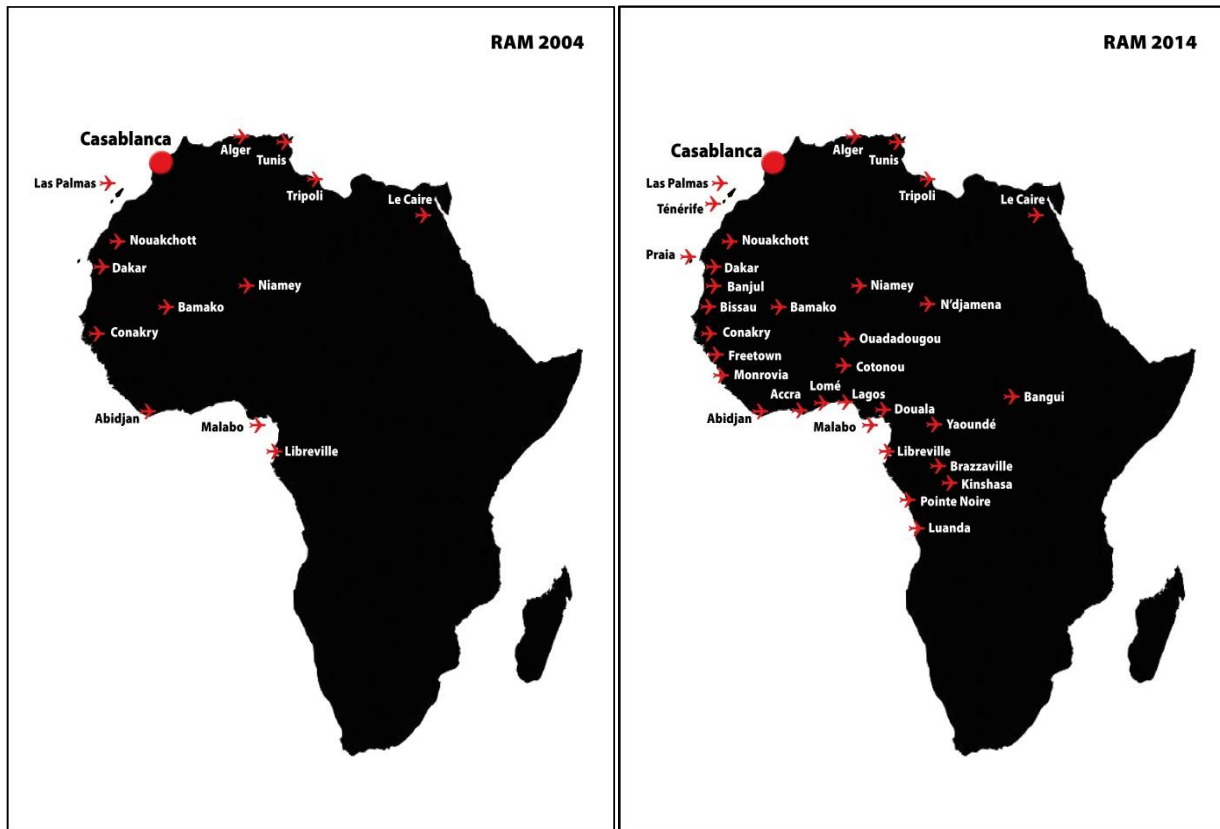 RAM 2004
Casablanca
Alger
Tunis
Las Palmas
Tripoli
Le Caire
Nouakchott
Dakar
Niamey
Bamako
Conakry
Abidjan
Malabo
Libreville
RAM 2014
Casablanca
Alger
Tunis
Las Palmas
Ténérife
Tripoli
Le Caire
Nouakchott
Praia
Dakar
Banjul
Niamey
Bissau
Bamako
N'djamena
Conakry
Ouadadougou
Freetown
Cotonou
Monrovia
Accra
Lomé
Lagos
Bangui
Abidjan
Douala
Malabo
Yaoundé
Libreville
Brazzaville
Kinshasa
Pointe Noire
Luanda